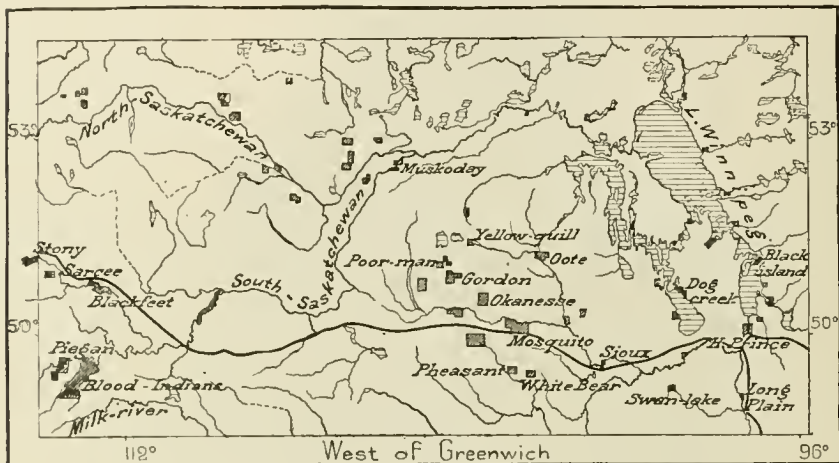 53°
North-Saskatchewan
L. Winnipeg
53°
Muskoday
Saskatchewan
Yellow-quill
Stony
Poor-man
Oote
Black island
Sarcee
Gordon
Blackfeet
South-
Okanesse
Dog creek
50°
50°
Mosquito
H. Prince
Piegan
Sioux
Pheasant
Blood-Indians
White Bear
Long Plain
Milk-river
Swan-lake
112°
West of Greenwich
96°